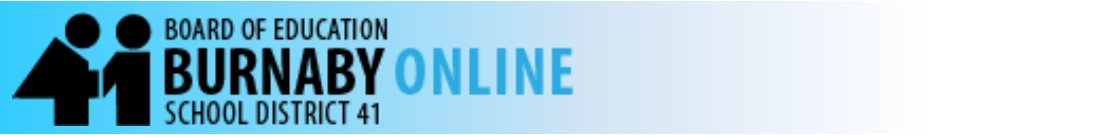 BOARD OF EDUCATION
BURNABY ONLINE
SCHOOL DISTRICT 41